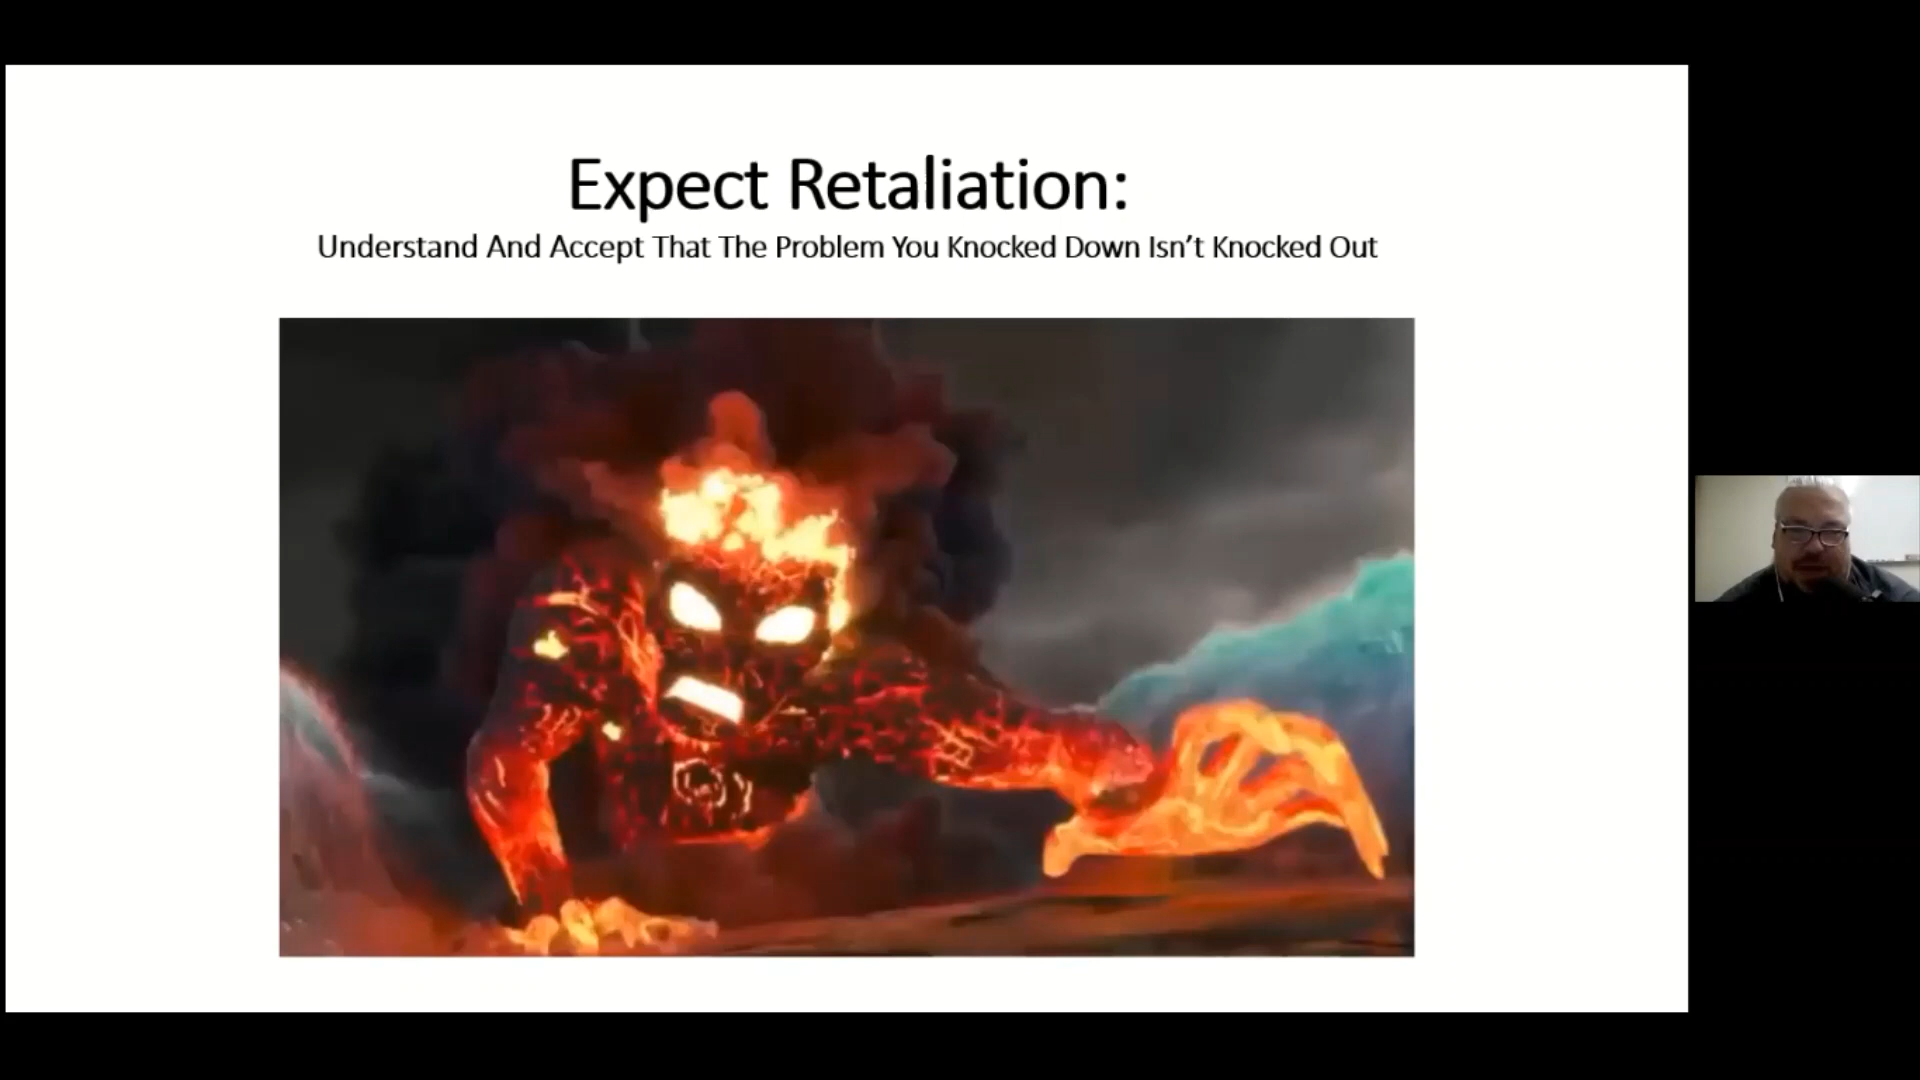 Expect Retaliation:
Understand And Accept That The Problem You Knocked Down Isn’t Knocked Out